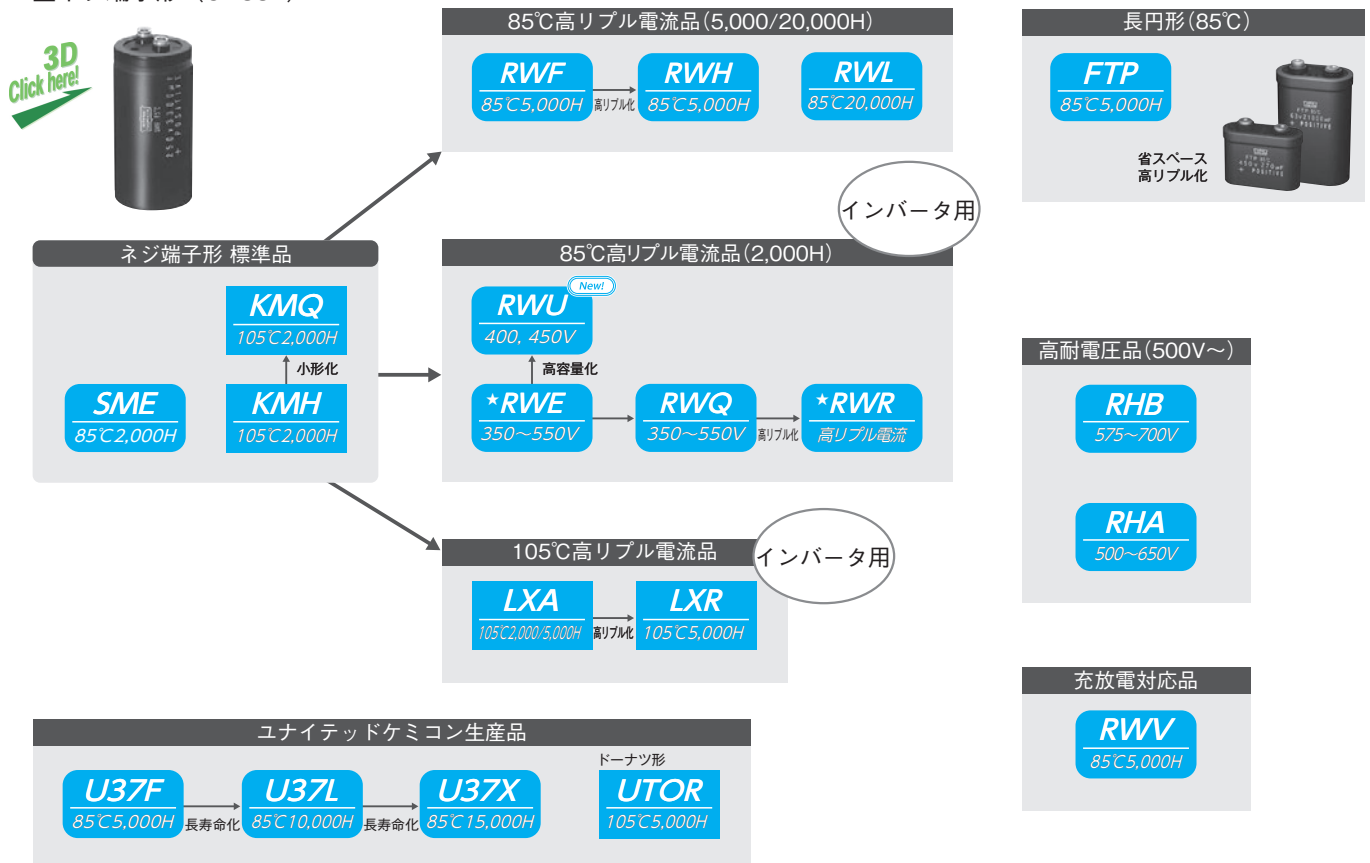 3D
Click here!
85℃高リプル電流品(5,000/20,000H)
RWF
85℃5,000H
高リプル化
RWH
85℃5,000H
RWL
85℃20,000H
長円形(85℃)
FTP
85℃5,000H
省スペース
高リプル化
インバータ用
ネジ端子形 標準品
KMQ
105℃2,000H
小形化
SME
85℃2,000H
KMH
105℃2,000H
85℃高リプル電流品(2,000H)
New!
RWU
400, 450V
高容量化
★RWE
350～550V
RWQ
350～550V
高リプル化
★RWR
高リプル電流
高耐電圧品(500V～)
RHB
575～700V
RHA
500～650V
105℃高リプル電流品
インバータ用
LXA
105℃2,000/5,000H
高リプル化
LXR
105℃5,000H
充放電対応品
RWV
85℃5,000H
ユナイテッドケミコン生産品
U37F
85℃5,000H
長寿命化
U37L
85℃10,000H
長寿命化
U37X
85℃15,000H
ドーナツ形
UTOR
105℃5,000H